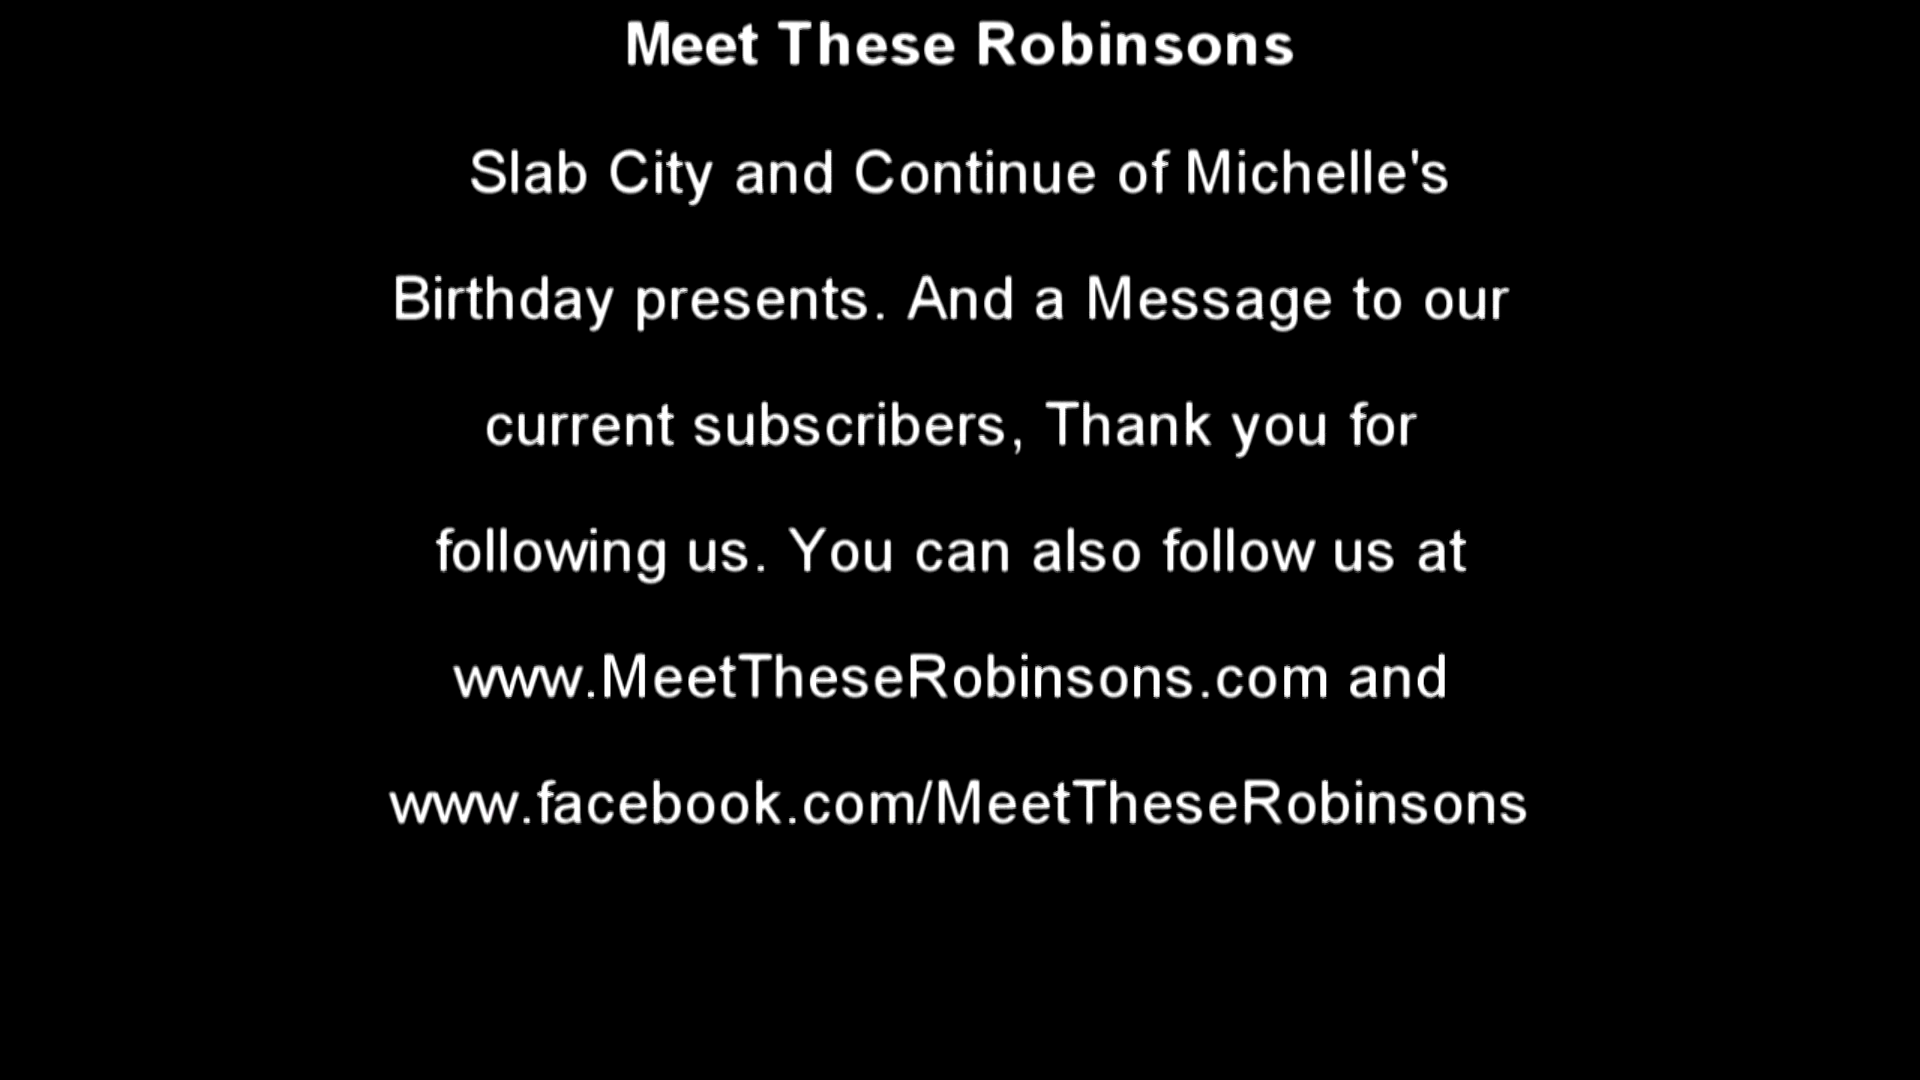 Meet These Robinsons
Slab City and Continue of Michelle's
Birthday presents. And a Message to our
current subscribers, Thank you for
following us. You can also follow us at
www.MeetTheseRobinsons.com and
www.facebook.com/MeetTheseRobinsons